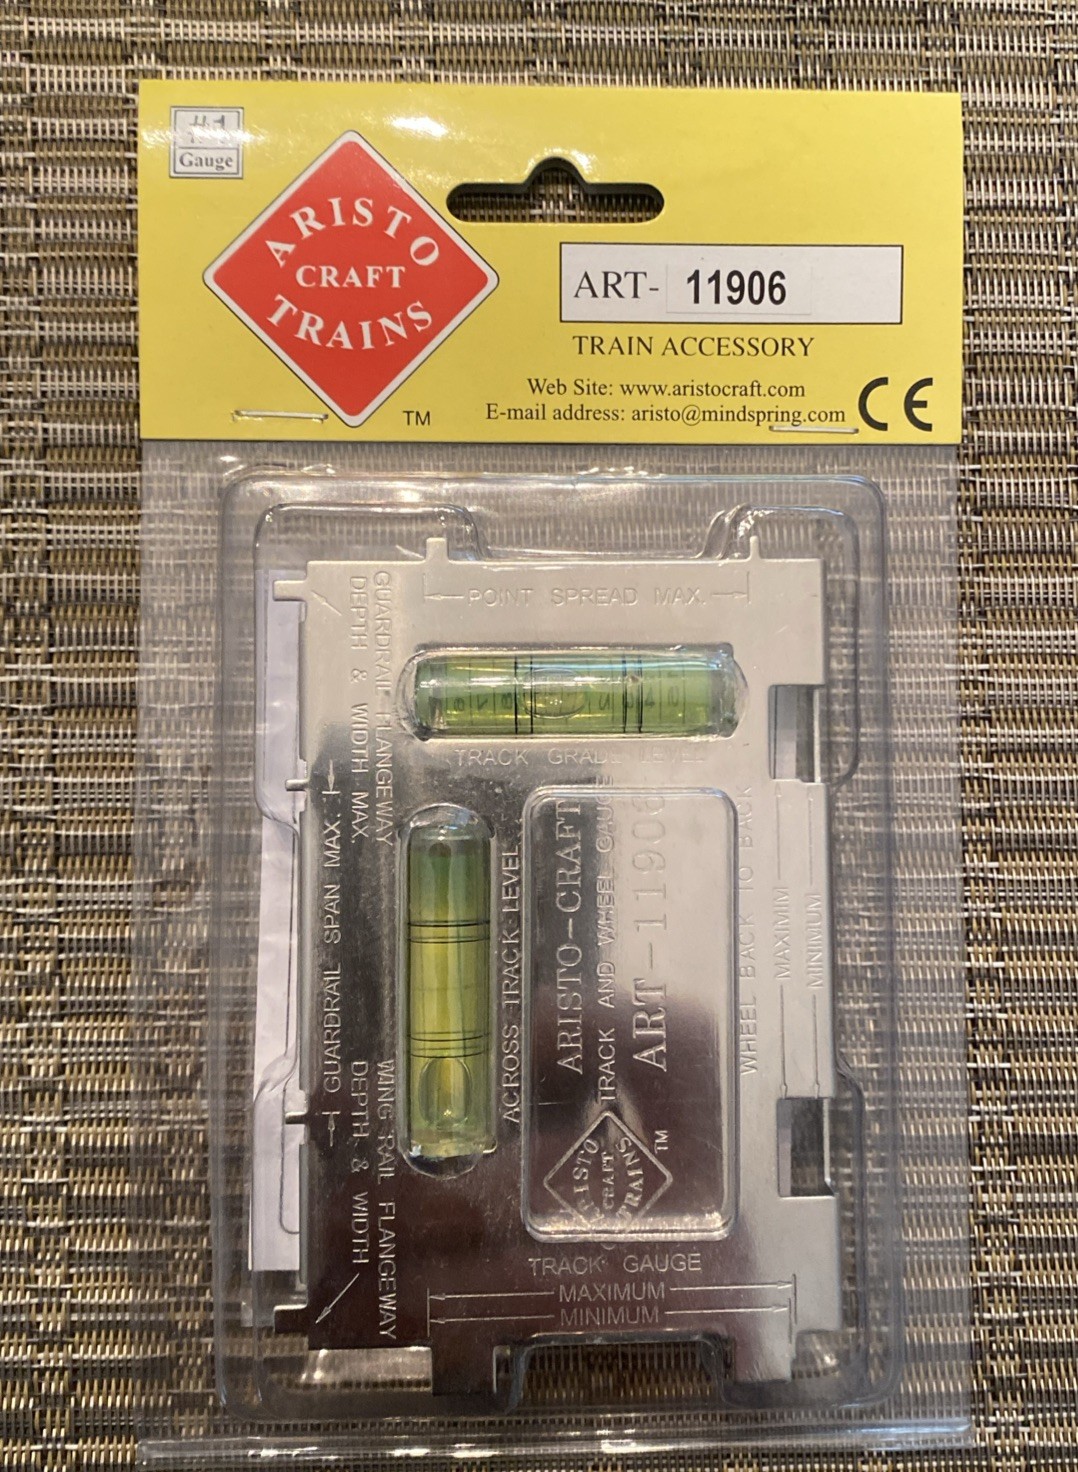 #1
Gauge
ARISTO
CRAFT
TRAINS
TM
ART- 11906
TRAIN ACCESSORY
Web Site: www.aristocraft.com
E-mail address: aristo@mindspring.com
CE
POINT SPREAD MAX.
GUARDRAIL FLANGEWAY
DEPTH & WIDTH MAX.
TRACK GRADE LEVEL
GUARDRAIL SPAN MAX.
ACROSS TRACK LEVEL
ARISTO-CRAFT
TRACK AND WHEEL GAUGE
ART-11906
ARISTO
CRAFT
TRAINS
TM
WHEEL BACK TO BACK
MAXIMIM
MINIMUM
WING RAIL FLANGEWAY
DEPTH & WIDTH
TRACK GAUGE
MAXIMUM
MINIMUM